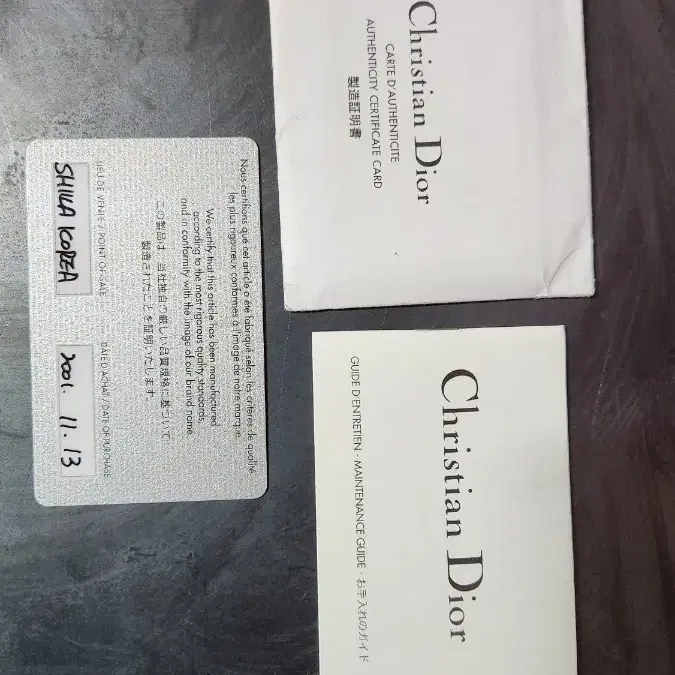 Christian Dior
CARTE D'AUTHENTICITE
AUTHENTICITY CERTIFICATE CARD
製造証明書
Nous certifions que cet article a été fabriqué selon les critères de qualité
les plus rigoureux conformes à l'image de notre marque.
We certify that this article has been manufactured
according to the most rigorous quality standards,
and in conformity with the image of our brand name.
この製品は、当社独自の厳しい品質規格に基づいて
製造されたことを証明いたします。
LIEU DE VENTE / POINT OF SALE
SHILLA KOREA
DATE D'ACHAT / DATE OF PURCHASE
2001. 11. 13
Christian Dior
GUIDE D'ENTRETIEN - MAINTENANCE GUIDE - お手入れのガイド